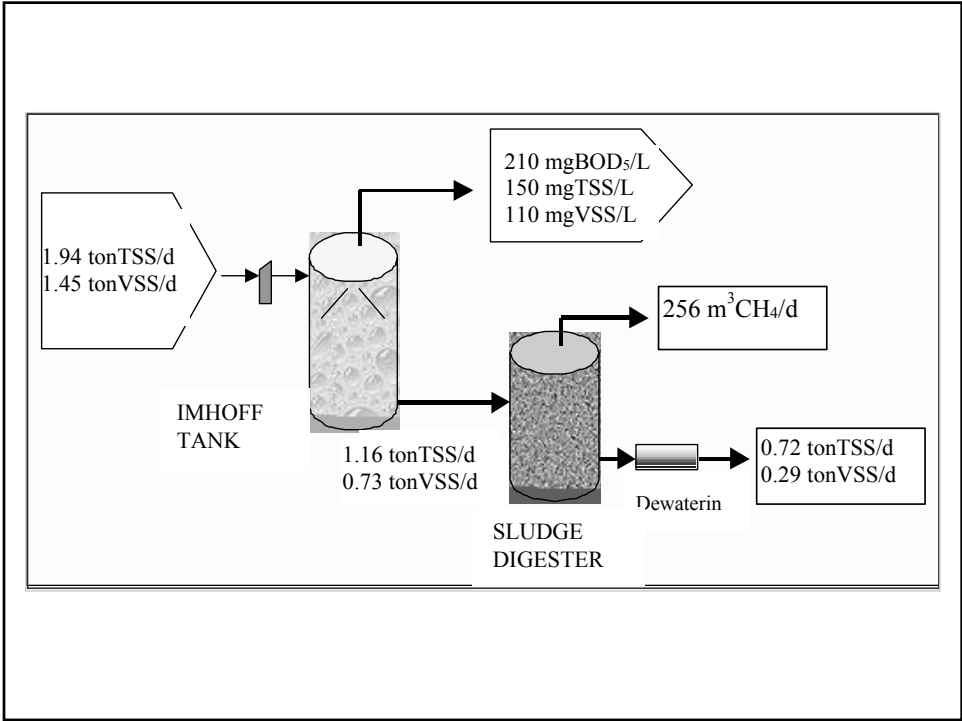 1.94 tonTSS/d
1.45 tonVSS/d
210 mgBOD₅/L
150 mgTSS/L
110 mgVSS/L
256 m³CH₄/d
IMHOFF
TANK
1.16 tonTSS/d
0.73 tonVSS/d
0.72 tonTSS/d
0.29 tonVSS/d
Dewaterin
SLUDGE
DIGESTER